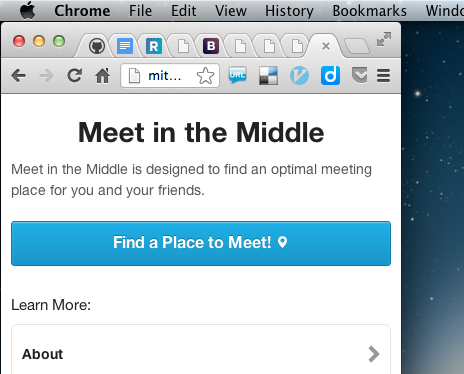 Chrome File Edit View History Bookmarks
R B
mit...
URL V d
Meet in the Middle
Meet in the Middle is designed to find an optimal meeting
place for you and your friends.
Find a Place to Meet!
Learn More:
About